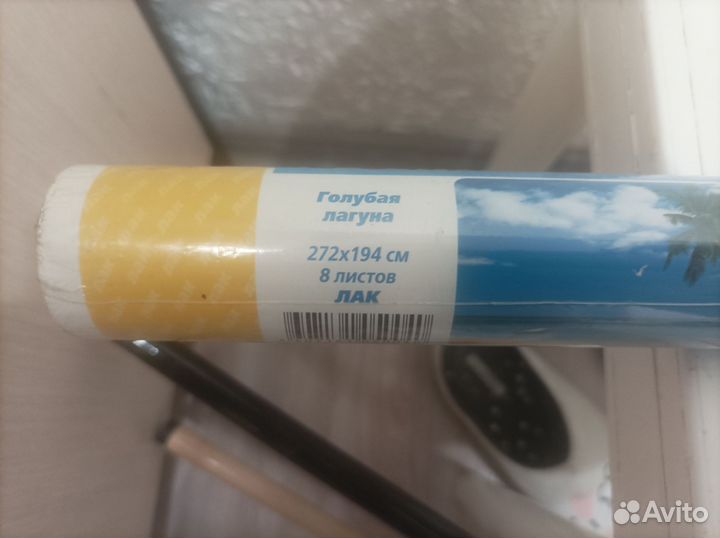 Голубая
лагуна
272x194 см
8 листов
ЛАК
Avito